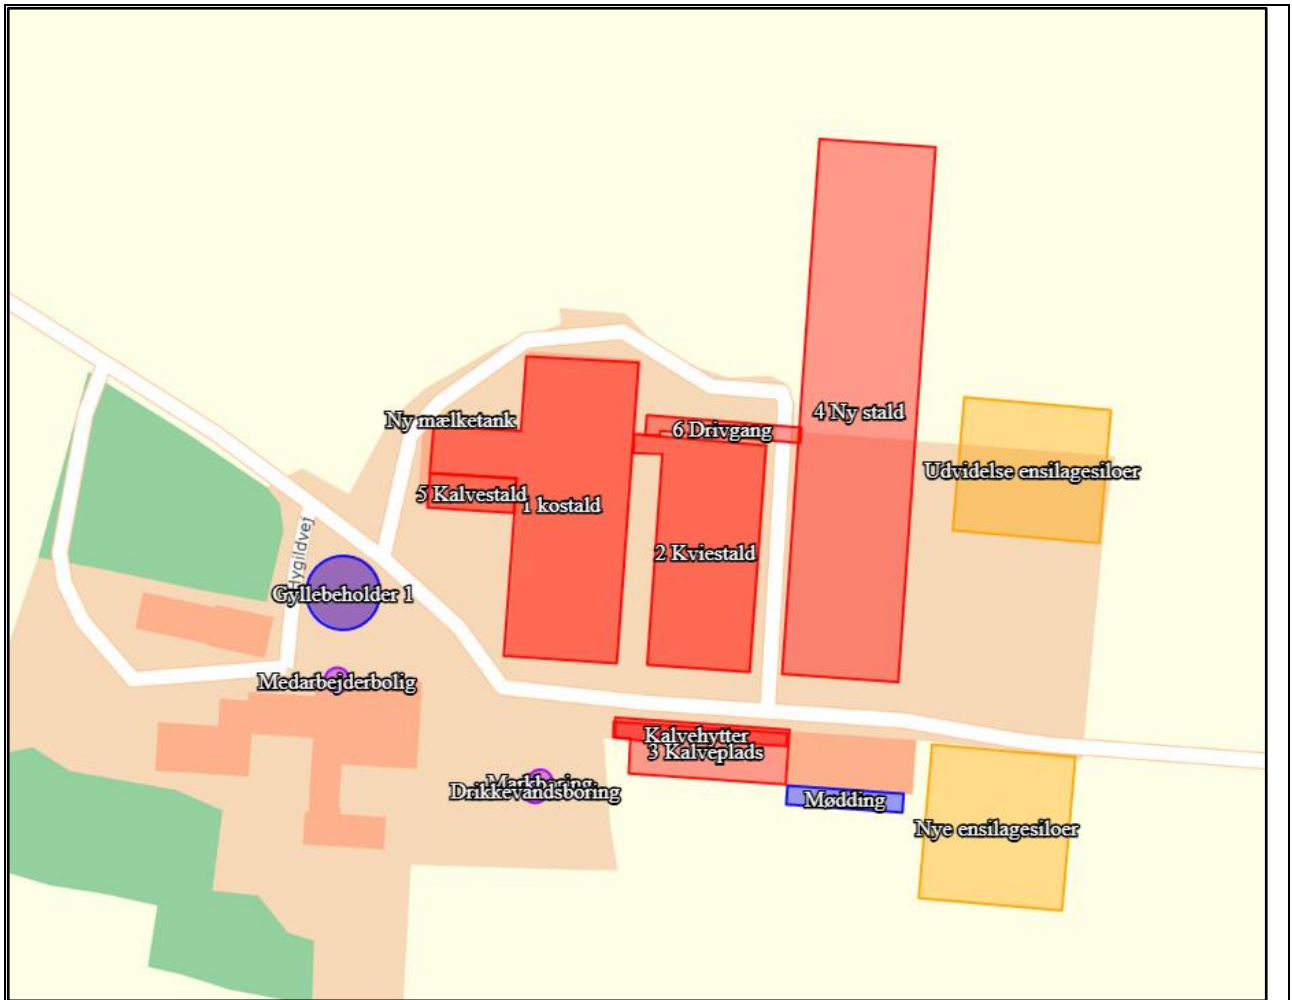 4 Ny stald
Ny mælketank
6 Drivgang
Udvidelse ensilagesiloer
5 Kalvestald
1 kostald
Hygildvej
2 Kviestald
Gyllebeholder 1
Medarbejderbolig
Kalvehytter
3 Kalveplads
Markboring
Drikkevandsboring
Mødding
Nye ensilagesiloer